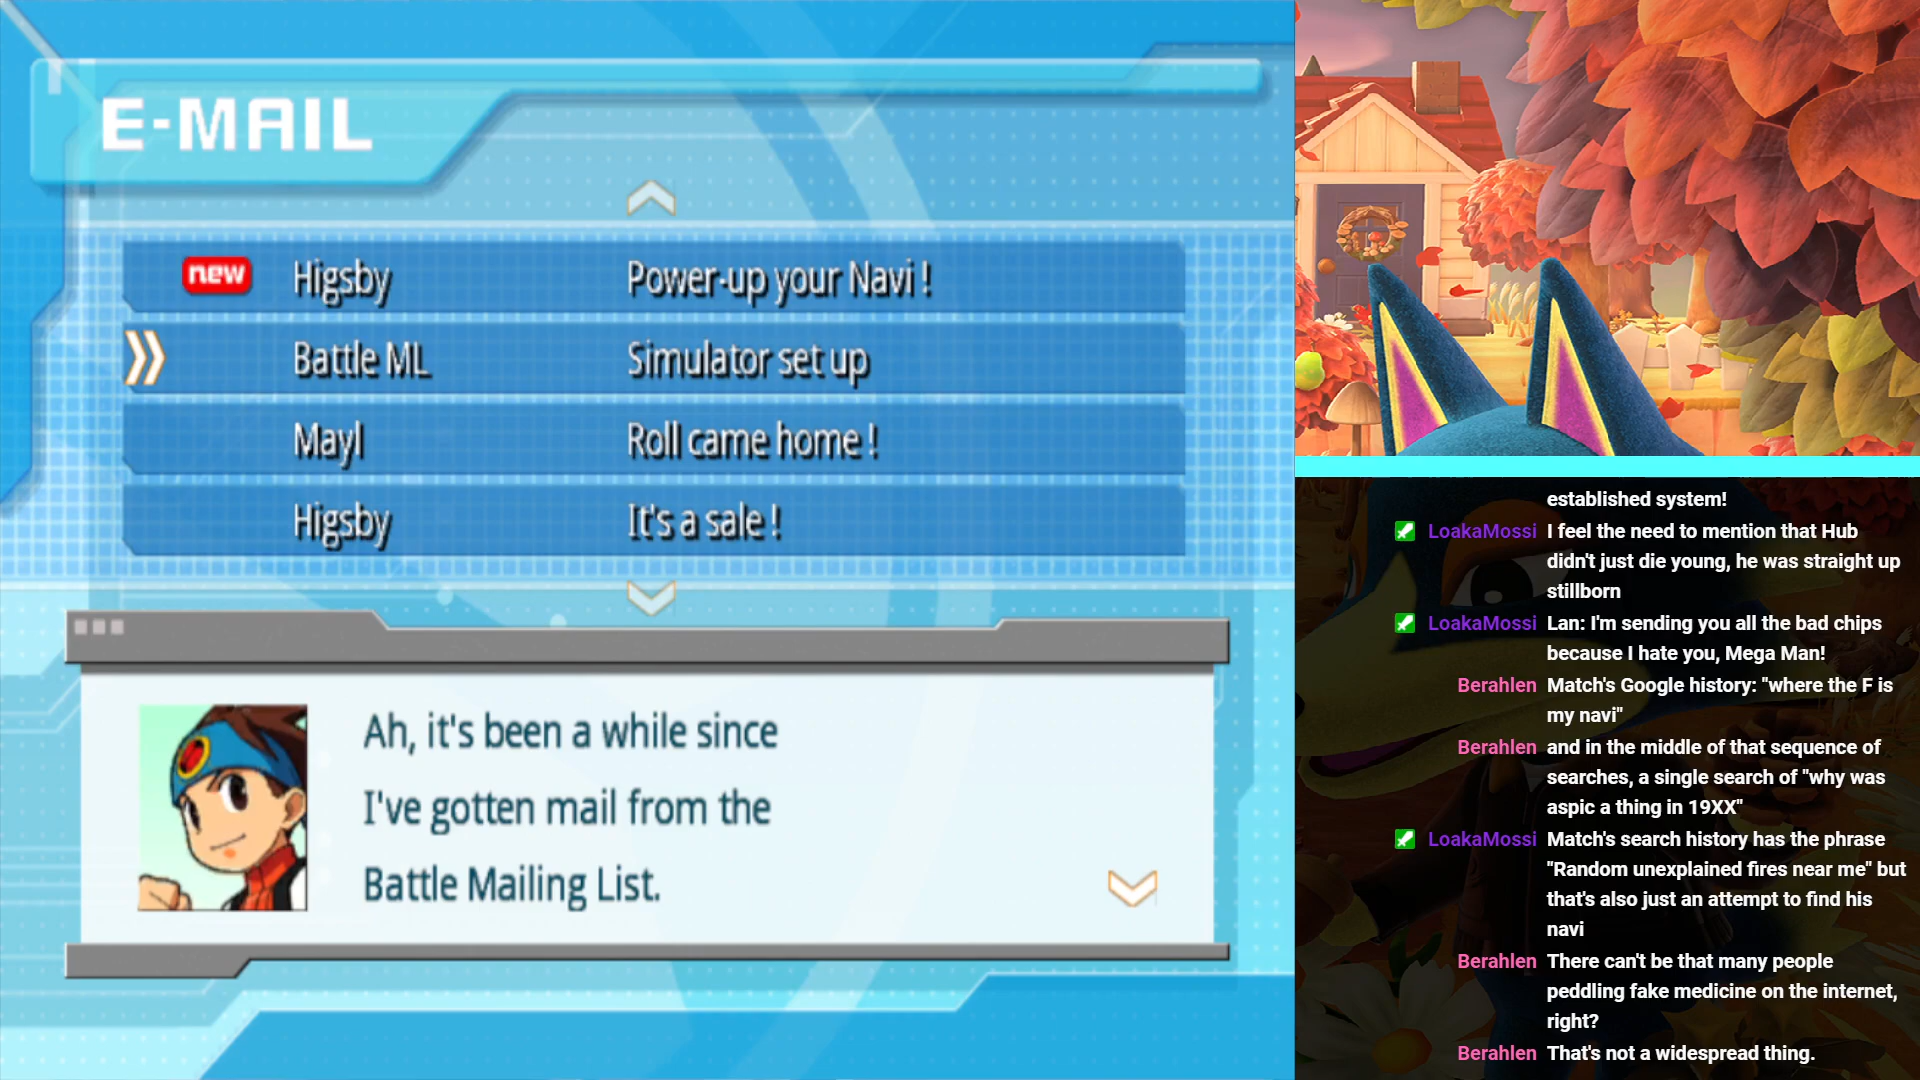 E-MAIL
new Higsby Power-up your Navi !
Battle ML Simulator set up
Mayl Roll came home !
Higsby It's a sale !
Ah, it's been a while since
I've gotten mail from the
Battle Mailing List.
established system!
LoakaMossi I feel the need to mention that Hub
didn't just die young, he was straight up
stillborn
LoakaMossi Lan: I'm sending you all the bad chips
because I hate you, Mega Man!
Berahlen Match's Google history: "where the F is
my navi"
Berahlen and in the middle of that sequence of
searches, a single search of "why was
aspic a thing in 19XX"
LoakaMossi Match's search history has the phrase
"Random unexplained fires near me" but
that's also just an attempt to find his
navi
Berahlen There can't be that many people
peddling fake medicine on the internet,
right?
Berahlen That's not a widespread thing.